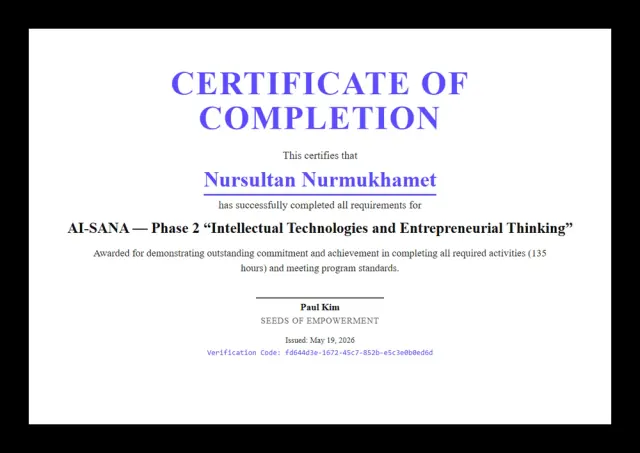 CERTIFICATE OF
COMPLETION
This certifies that
Nursultan Nurmukhamet
has successfully completed all requirements for
AI-SANA — Phase 2 “Intellectual Technologies and Entrepreneurial Thinking”
Awarded for demonstrating outstanding commitment and achievement in completing all required activities (135
hours) and meeting program standards.
Paul Kim
SEEDS OF EMPOWERMENT
Issued: May 19, 2026
Verification Code: fd644d3e-1672-45c7-852b-e5c3e0b0ed6d